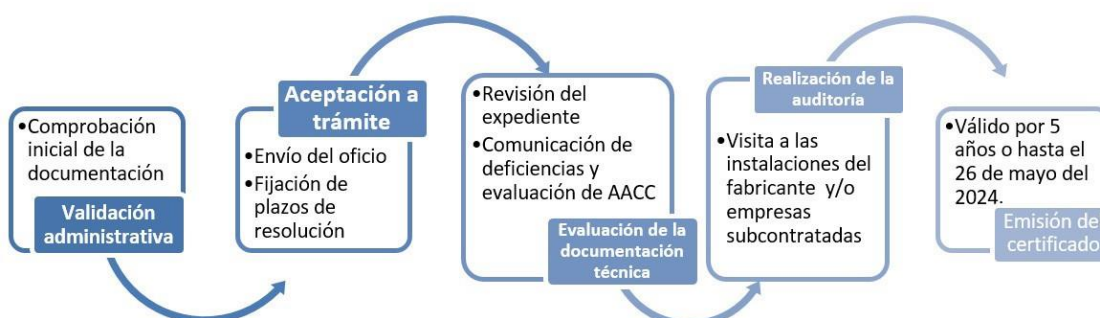 •Comprobación
inicial de la
documentación
Validación
administrativa
Aceptación a
trámite
•Envío del oficio
•Fijación de
plazos de
resolución
•Revisión del
expediente
•Comunicación de
deficiencias y
evaluación de AACC
Evaluación de la
documentación
técnica
Realización de la
auditoría
•Visita a las
instalaciones del
fabricante y/o
empresas
subcontratadas
•Válido por 5
años o hasta el
26 de mayo del
2024.
Emisión de
certificado